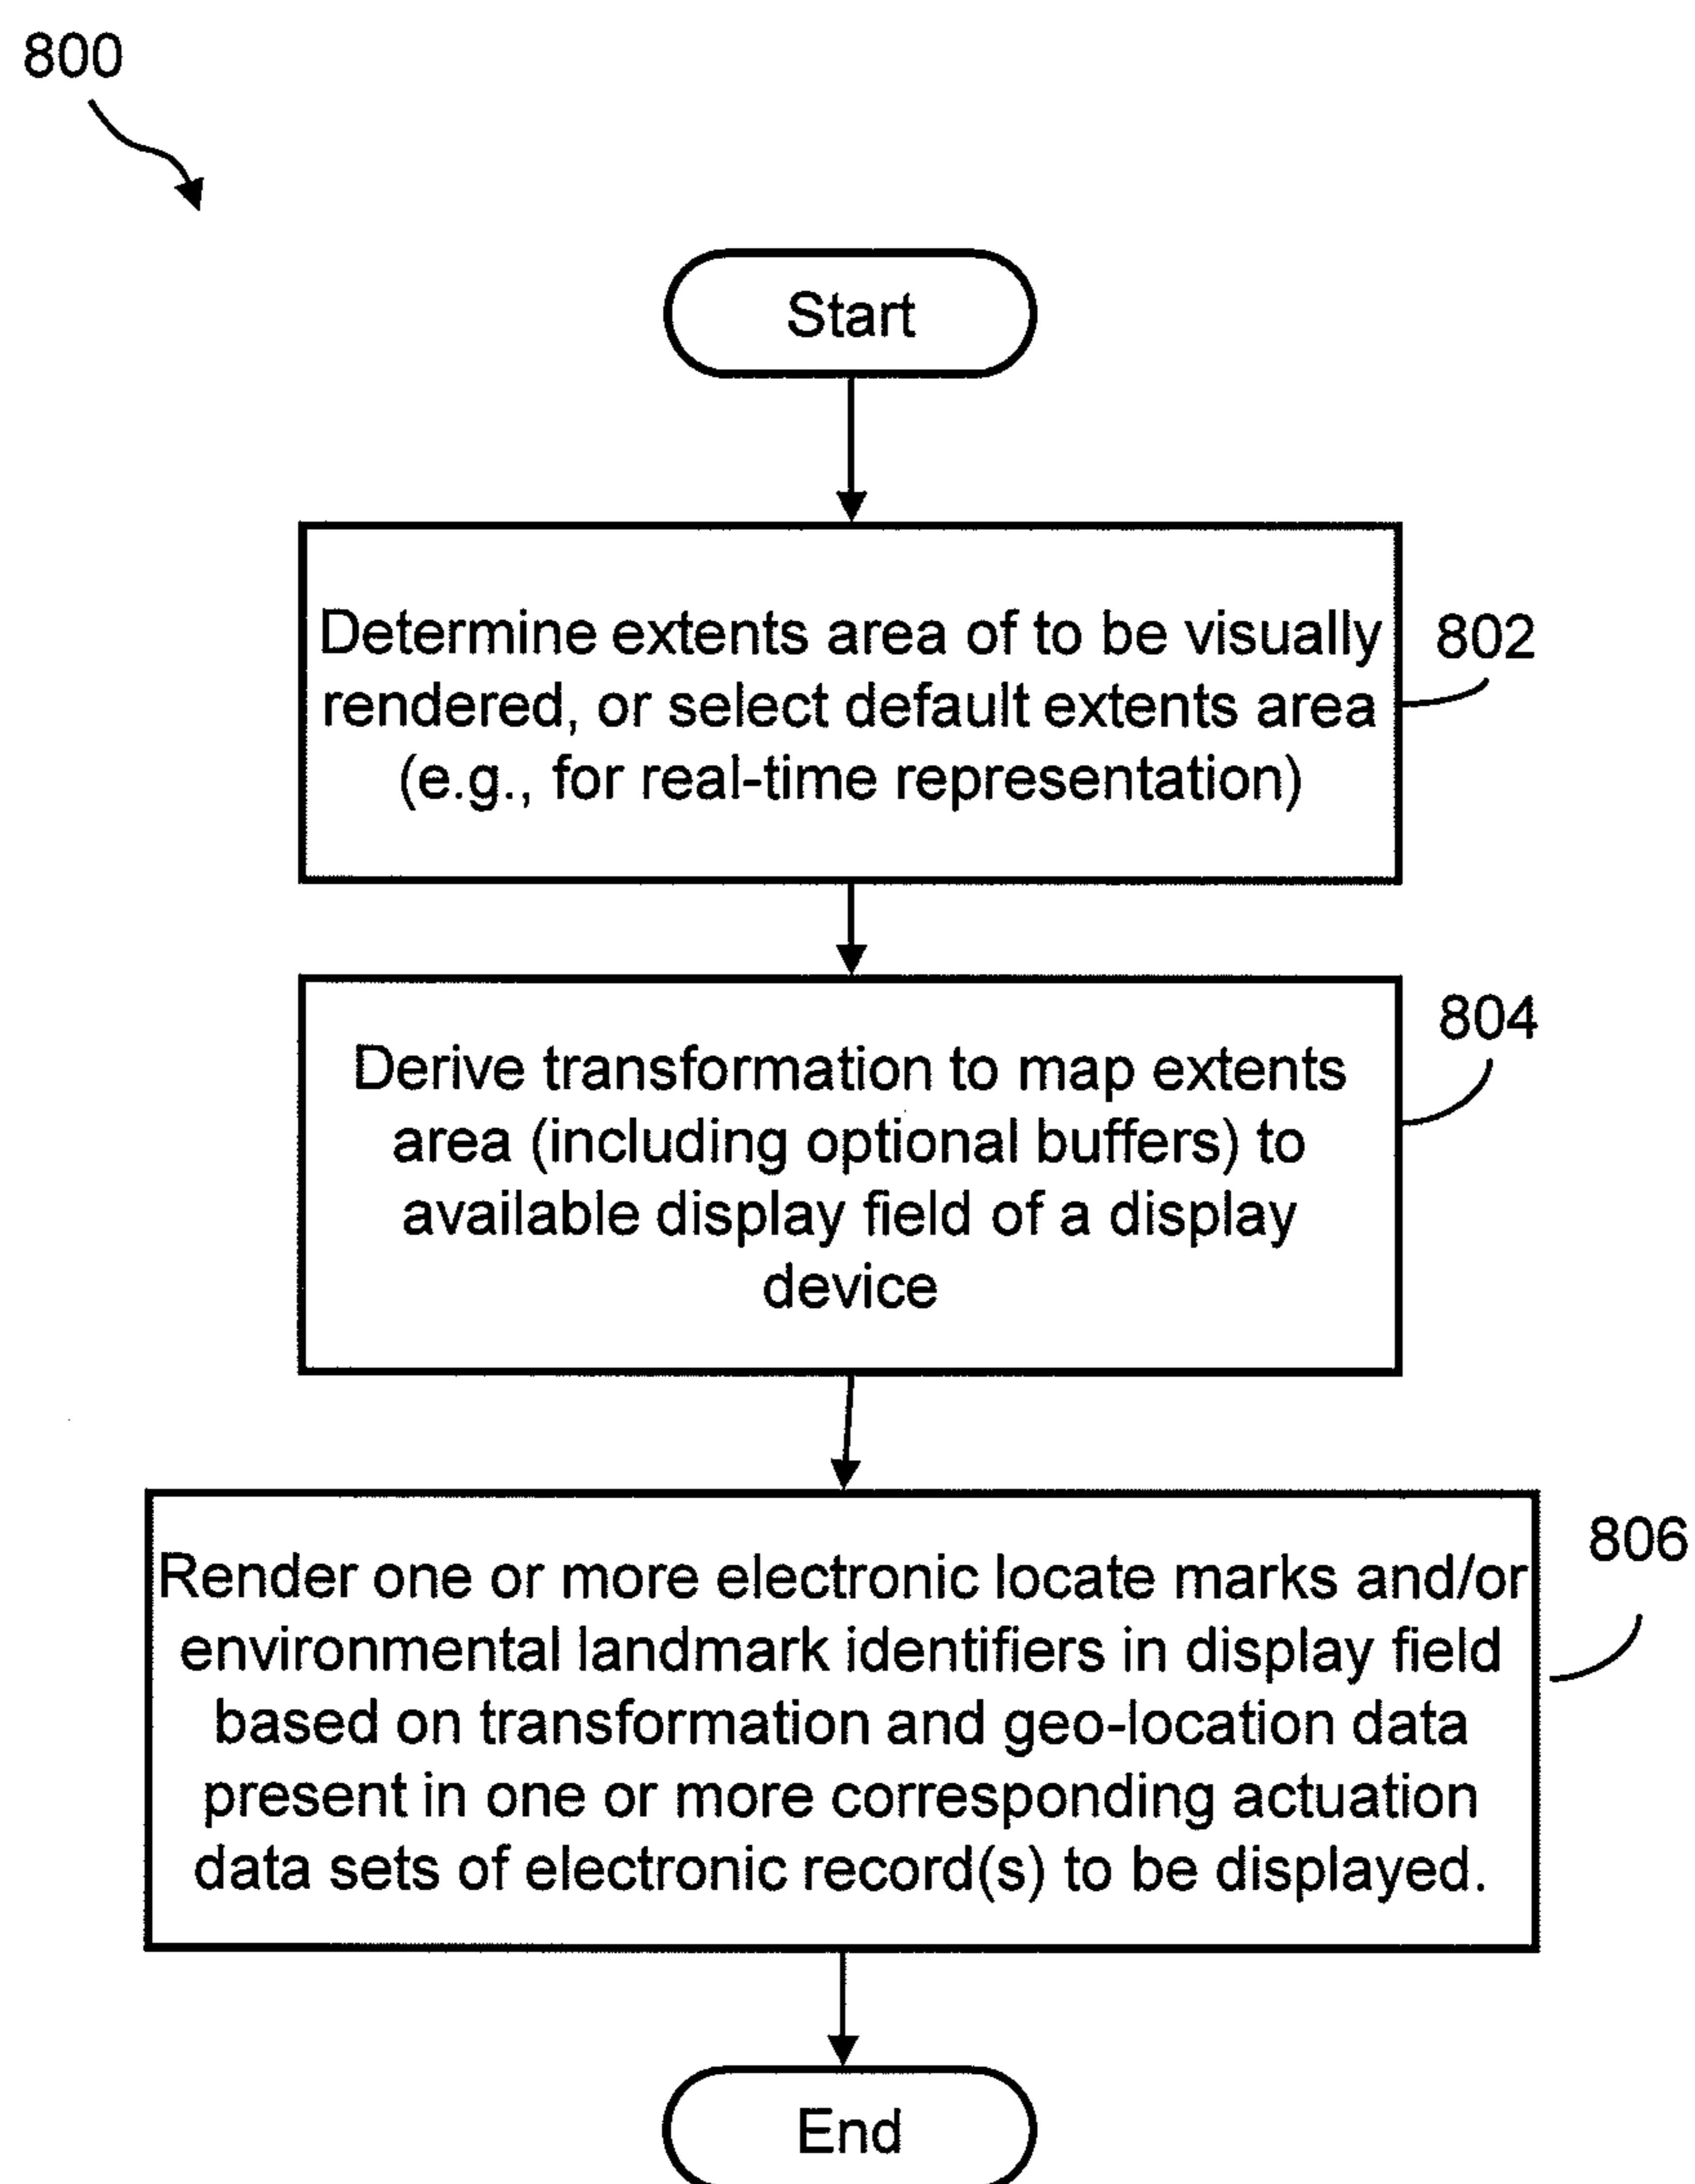 800
Start
Determine extents area of to be visually
rendered, or select default extents area
(e.g., for real-time representation)
802
Derive transformation to map extents
area (including optional buffers) to
available display field of a display
device
804
Render one or more electronic locate marks and/or
environmental landmark identifiers in display field
based on transformation and geo-location data
present in one or more corresponding actuation
data sets of electronic record(s) to be displayed.
806
End